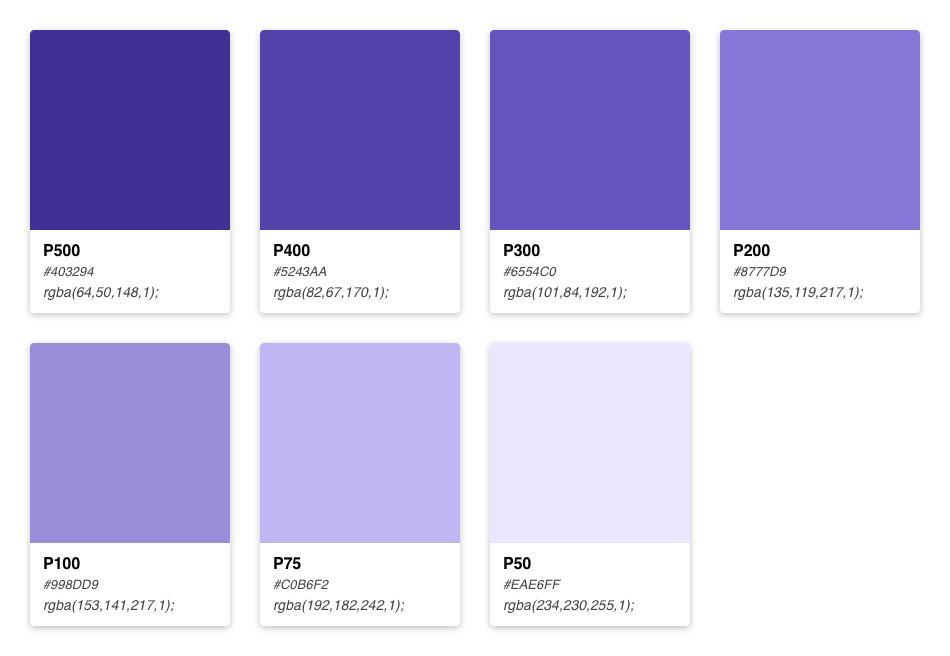 P500
#403294
rgba(64,50,148,1);
P400
#5243AA
rgba(82,67,170,1);
P300
#6554C0
rgba(101,84,192,1);
P200
#8777D9
rgba(135,119,217,1);
P100
#998DD9
rgba(153,141,217,1);
P75
#C0B6F2
rgba(192,182,242,1);
P50
#EAE6FF
rgba(234,230,255,1);